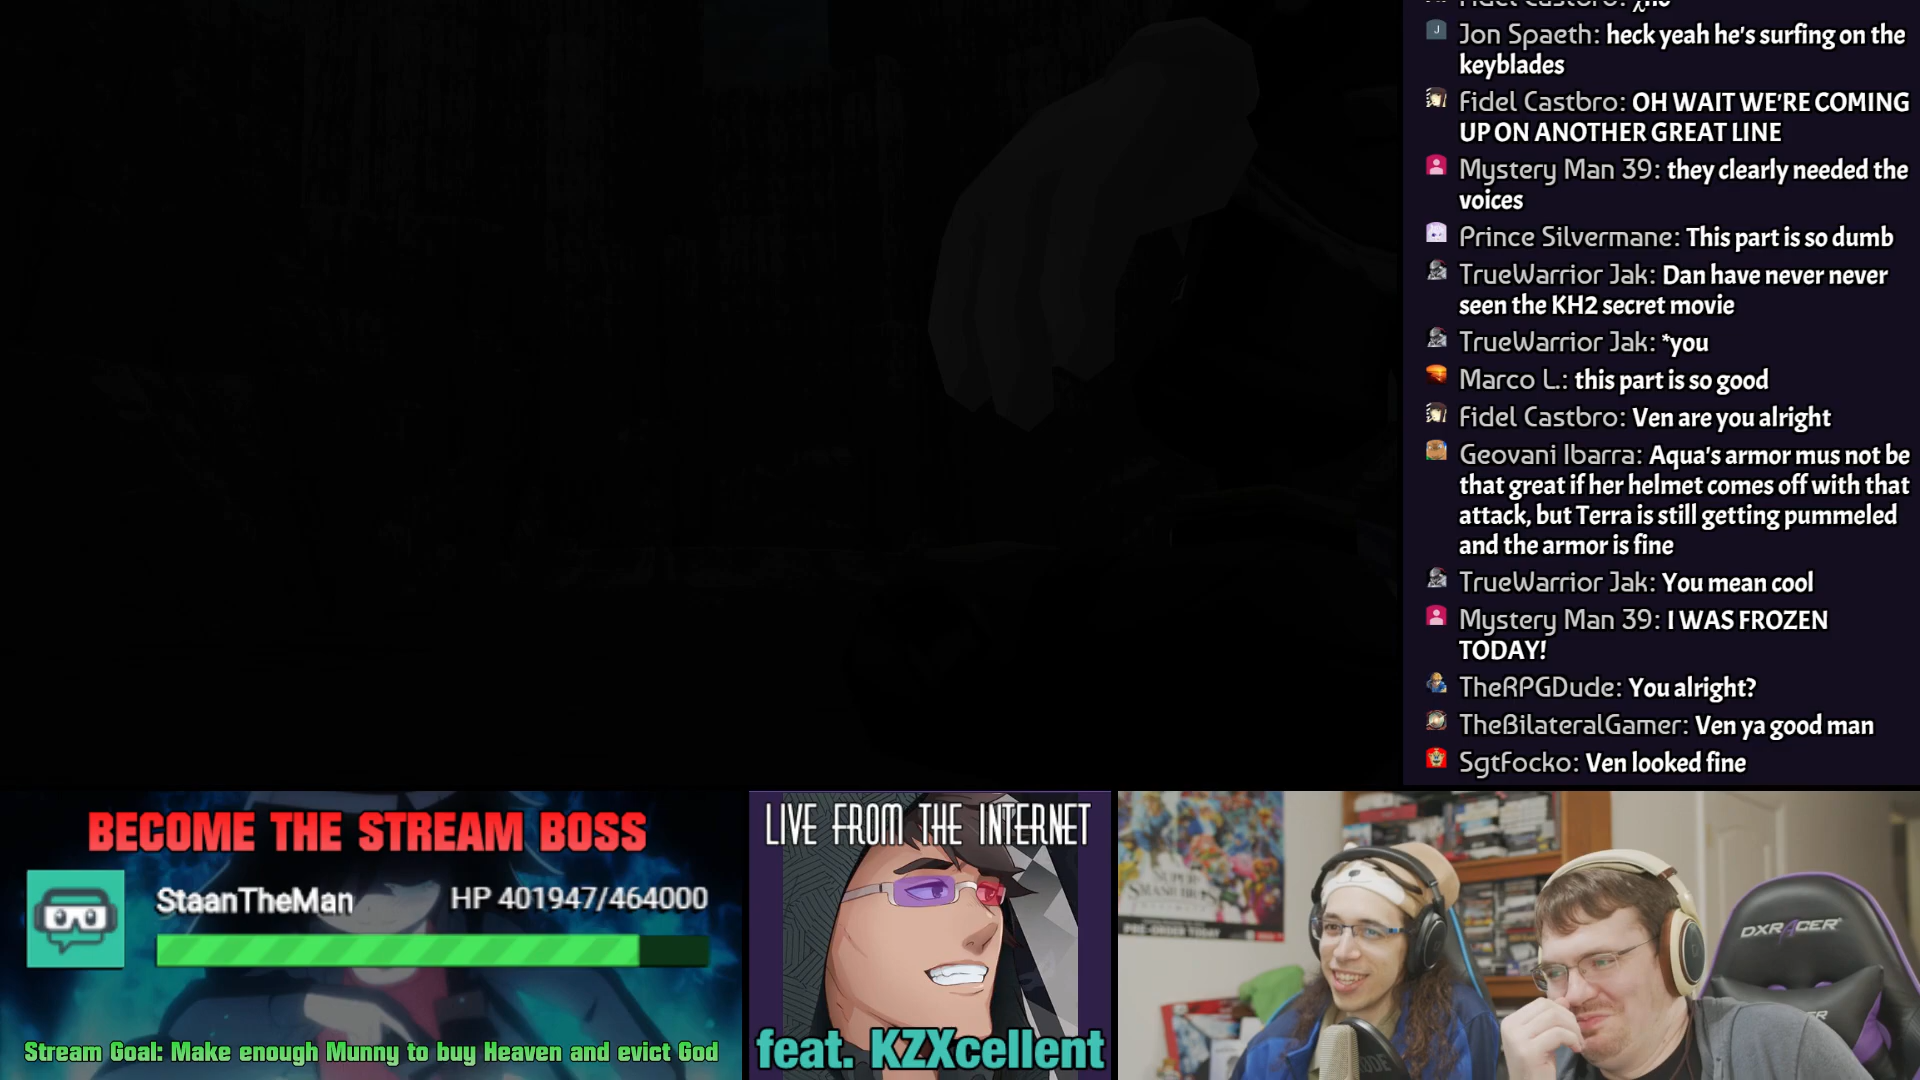 Jon Spaeth: heck yeah he's surfing on the
keyblades
Fidel Castbro: OH WAIT WE'RE COMING
UP ON ANOTHER GREAT LINE
Mystery Man 39: they clearly needed the
voices
Prince Silvermane: This part is so dumb
TrueWarrior Jak: Dan have never never
seen the KH2 secret movie
TrueWarrior Jak: *you
Marco L.: this part is so good
Fidel Castbro: Ven are you alright
Geovani Ibarra: Aqua's armor mus not be
that great if her helmet comes off with that
attack, but Terra is still getting pummeled
and the armor is fine
TrueWarrior Jak: You mean cool
Mystery Man 39: I WAS FROZEN
TODAY!
TheRPGDude: You alright?
TheBilateralGamer: Ven ya good man
SgtFocko: Ven looked fine
BECOME THE STREAM BOSS
StaanTheMan HP 401947/464000
Stream Goal: Make enough Munny to buy Heaven and evict God
LIVE FROM THE INTERNET
feat. KZXcellent
SUPER
SMASH BROS
PRE-ORDER TODAY
DXRACER